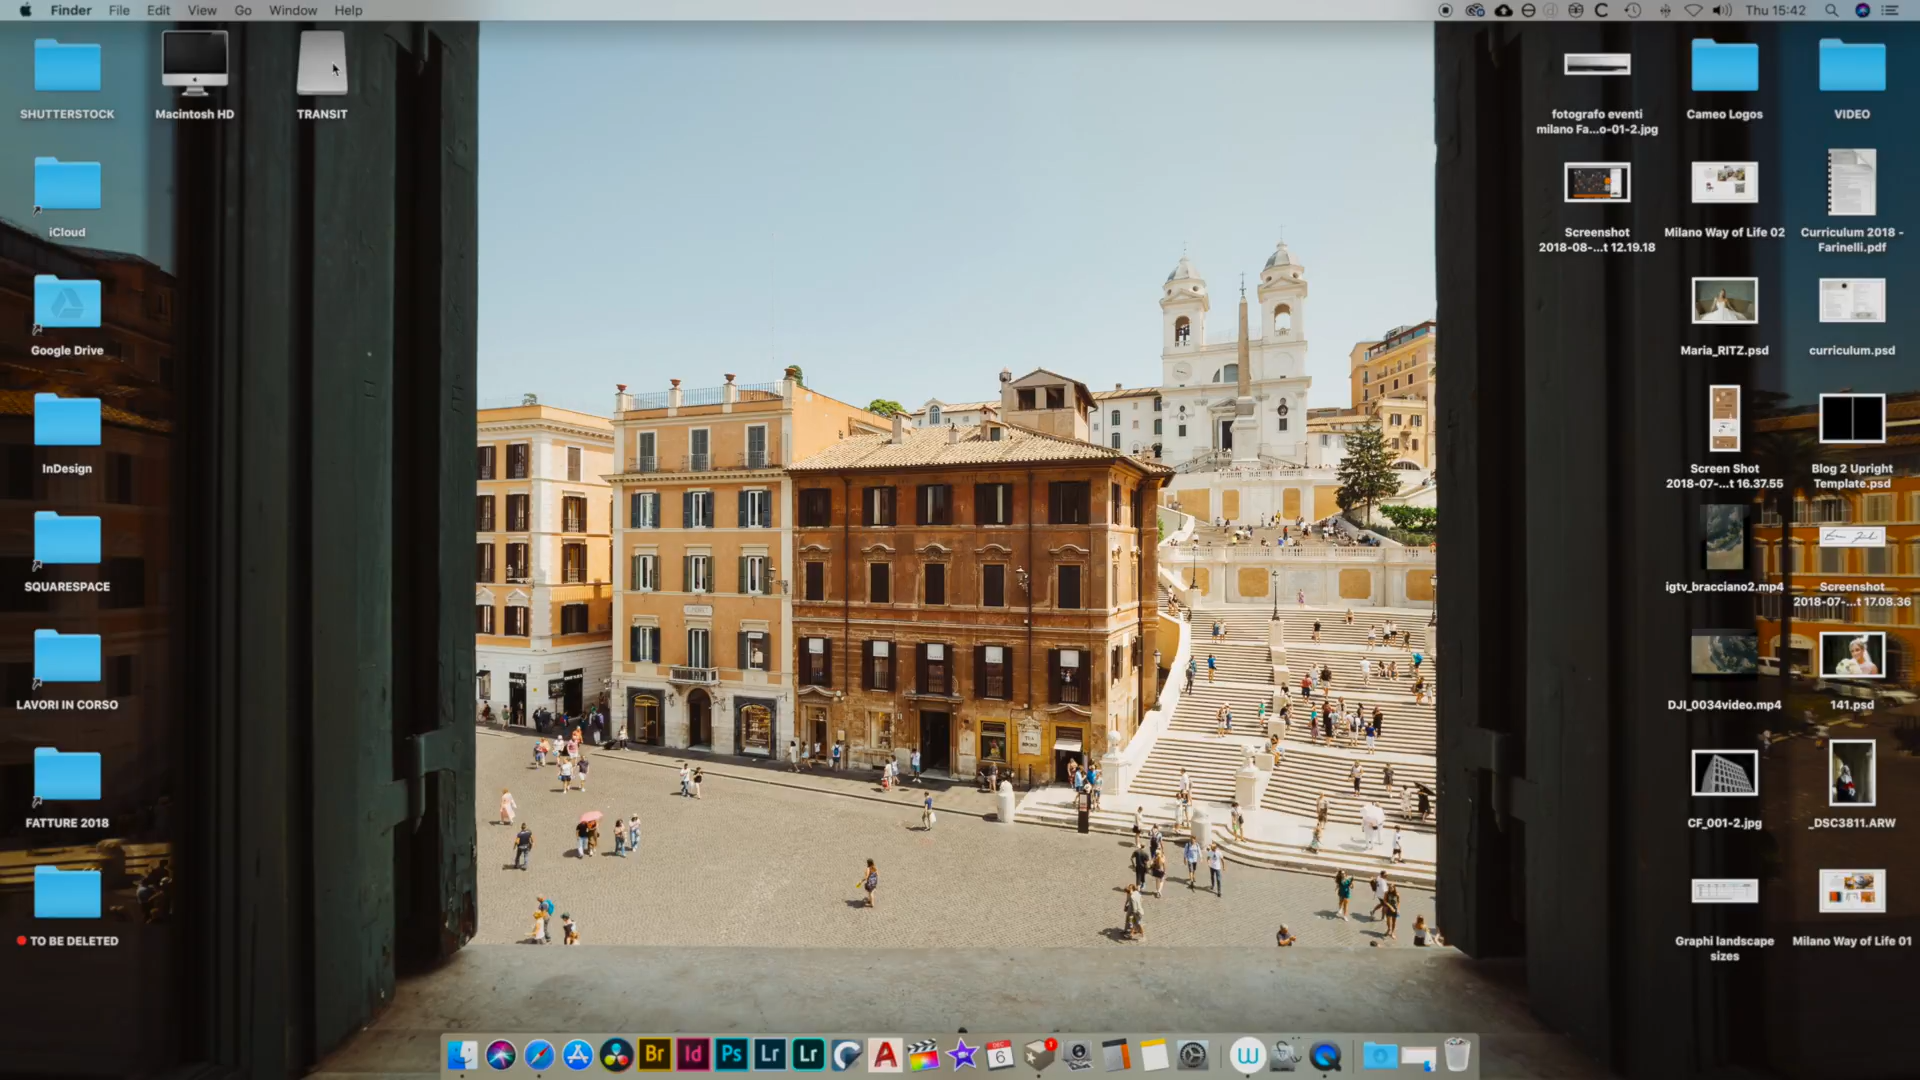 Finder File Edit View Go Window Help
Thu 15:42
SHUTTERSTOCK
Macintosh HD
TRANSIT
iCloud
Google Drive
InDesign
SQUARESPACE
LAVORI IN CORSO
FATTURE 2018
TO BE DELETED
fotografo eventi
milano Fa...o-01-2.jpg
Cameo Logos
VIDEO
Screenshot
2018-08-...t 12.19.18
Milano Way of Life 02
Curriculum 2018 -
Farinelli.pdf
Maria_RITZ.psd
curriculum.psd
Screen Shot
2018-07-...t 16.37.55
Blog 2 Upright
Template.psd
igtv_bracciano2.mp4
Screenshot
2018-07-...t 17.08.36
DJI_0034video.mp4
141.psd
CF_001-2.jpg
_DSC3811.ARW
Graphi landscape
sizes
Milano Way of Life 01
Br Id Ps Lr Lr
DEC
6
1